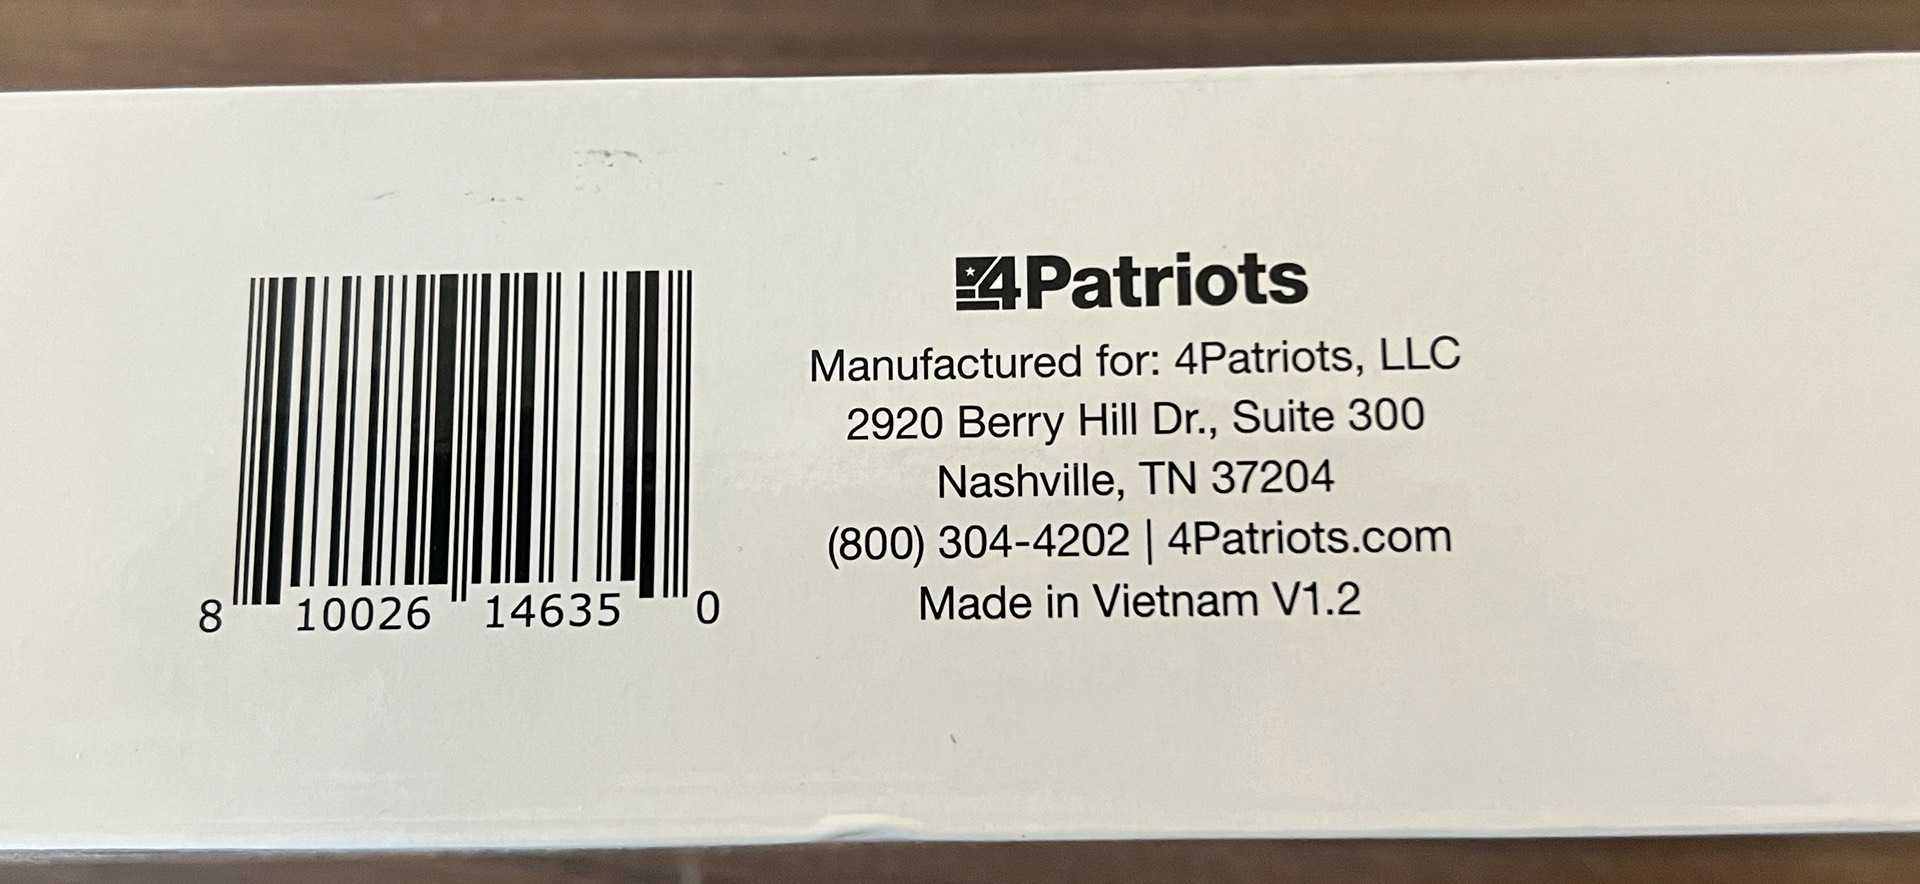 8 10026 14635 0
4Patriots
Manufactured for: 4Patriots, LLC
2920 Berry Hill Dr., Suite 300
Nashville, TN 37204
(800) 304-4202 | 4Patriots.com
Made in Vietnam V1.2